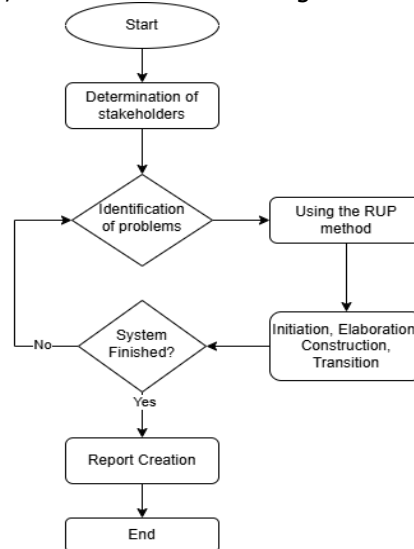 Start
Determination of
stakeholders
Identification
of problems
Using the RUP
method
Initiation, Elaboration
Construction,
Transition
System
Finished?
No
Yes
Report Creation
End